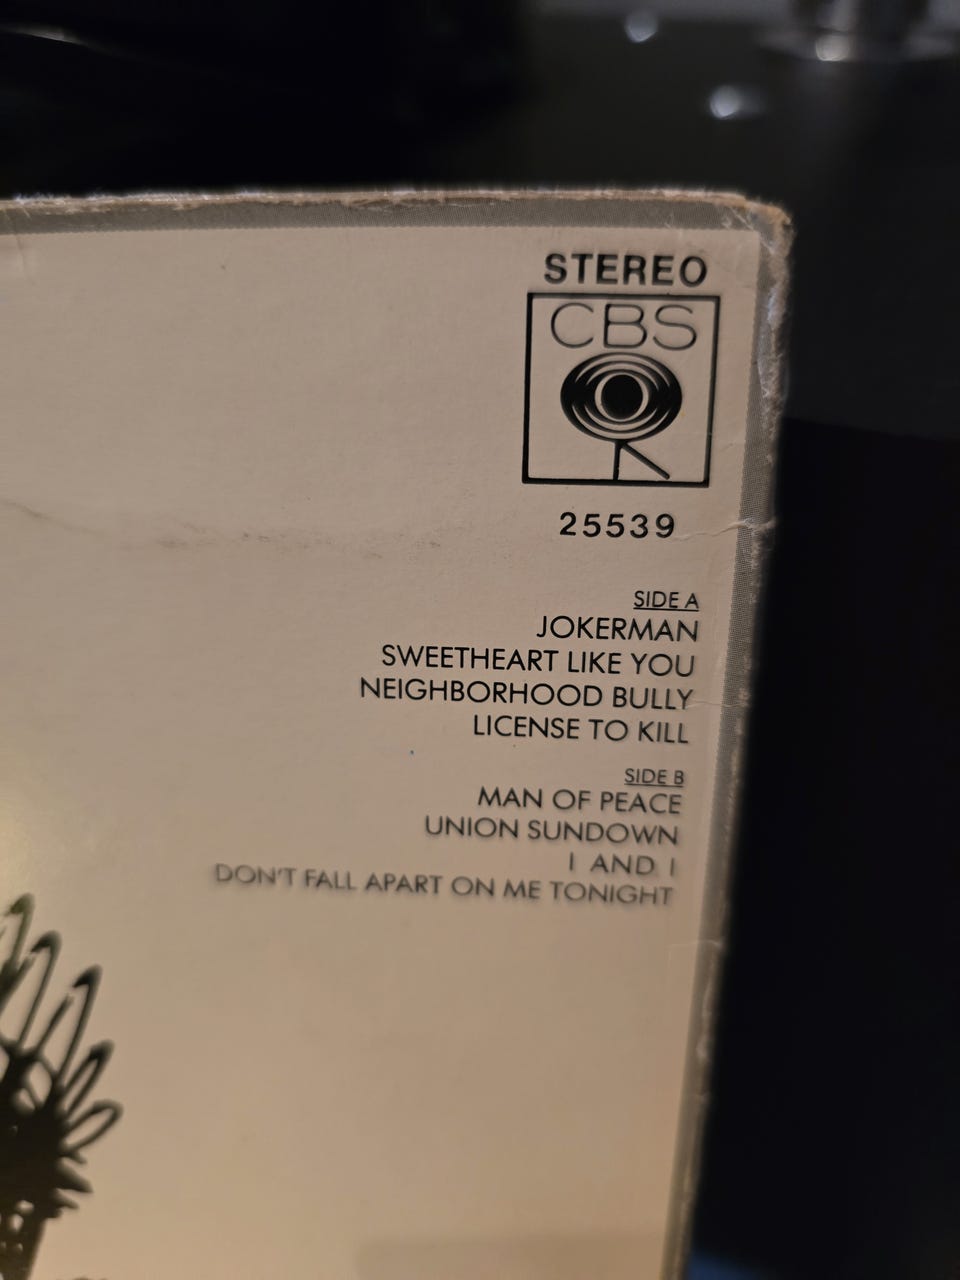 STEREO
CBS
25539
SIDE A
JOKERMAN
SWEETHEART LIKE YOU
NEIGHBORHOOD BULLY
LICENSE TO KILL
SIDE B
MAN OF PEACE
UNION SUNDOWN
I AND I
DON'T FALL APART ON ME TONIGHT